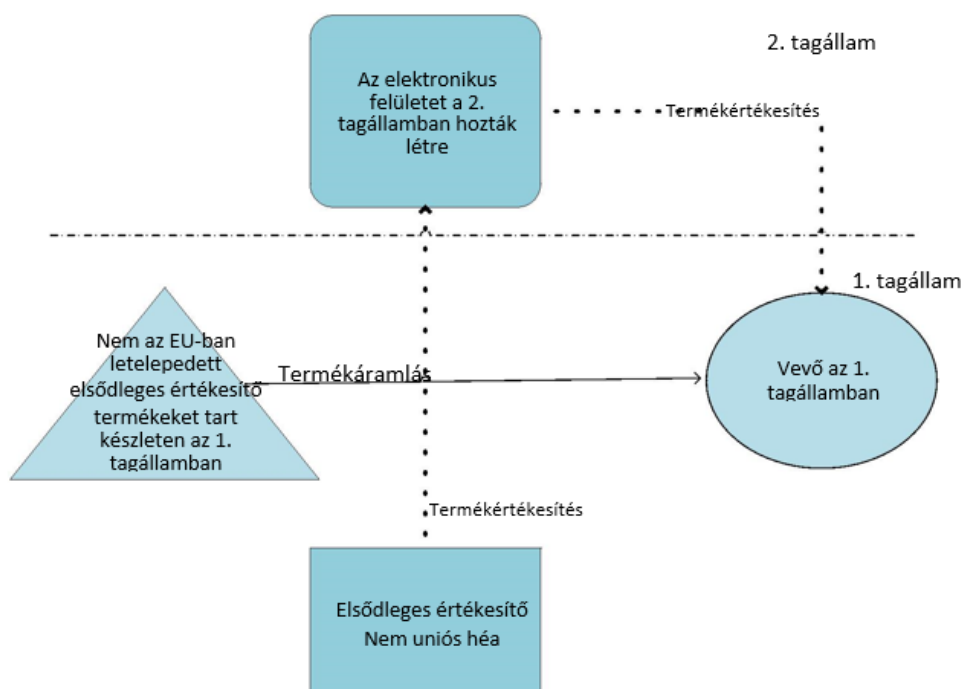 2. tagállam
Az elektronikus
felületet a 2.
tagállamban hozták
létre
Termékértékesítés
1. tagállam
Nem az EU-ban
letelepedett
elsődleges értékesítő
termékeket tart
készleten az 1.
tagállamban
Termékáramlás
Vevő az 1.
tagállamban
Termékértékesítés
Elsődleges értékesítő
Nem uniós héa